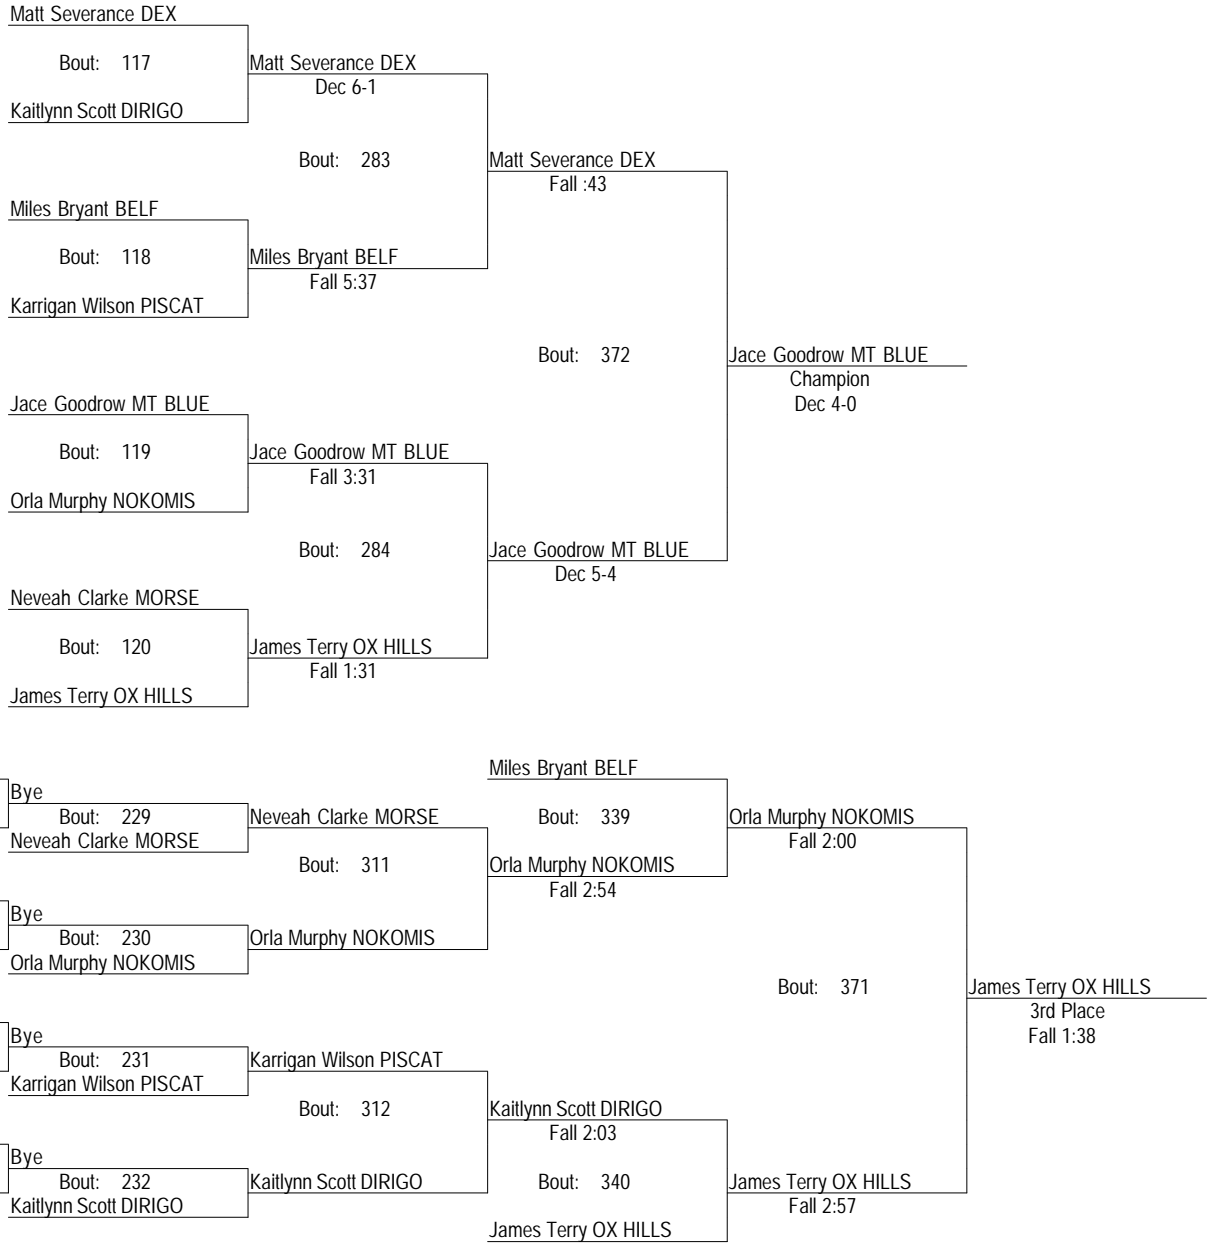 Matt Severance DEX
Bout: 117
Matt Severance DEX
Dec 6-1
Kaitlynn Scott DIRIGO
Bout: 283
Matt Severance DEX
Fall :43
Miles Bryant BELF
Bout: 118
Miles Bryant BELF
Fall 5:37
Karrigan Wilson PISCAT
Bout: 372
Jace Goodrow MT BLUE
Champion
Dec 4-0
Jace Goodrow MT BLUE
Bout: 119
Jace Goodrow MT BLUE
Fall 3:31
Orla Murphy NOKOMIS
Bout: 284
Jace Goodrow MT BLUE
Dec 5-4
Neveah Clarke MORSE
Bout: 120
James Terry OX HILLS
Fall 1:31
James Terry OX HILLS
Miles Bryant BELF
Bye
Bout: 229
Neveah Clarke MORSE
Bout: 339
Orla Murphy NOKOMIS
Fall 2:00
Neveah Clarke MORSE
Bout: 311
Orla Murphy NOKOMIS
Fall 2:54
Bye
Bout: 230
Orla Murphy NOKOMIS
Orla Murphy NOKOMIS
Bout: 371
James Terry OX HILLS
3rd Place
Fall 1:38
Bye
Bout: 231
Karrigan Wilson PISCAT
Karrigan Wilson PISCAT
Bout: 312
Kaitlynn Scott DIRIGO
Fall 2:03
Bye
Bout: 232
Kaitlynn Scott DIRIGO
Bout: 340
James Terry OX HILLS
Fall 2:57
Kaitlynn Scott DIRIGO
James Terry OX HILLS